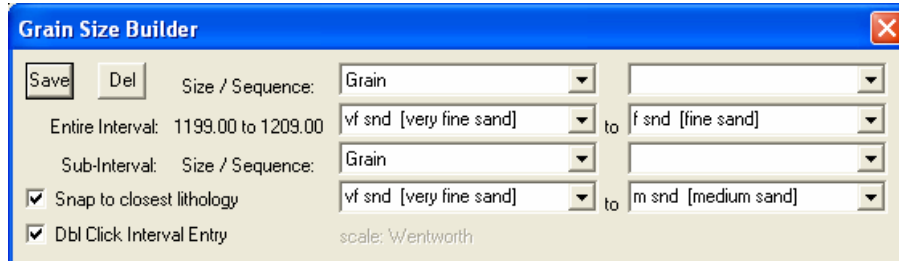 Grain Size Builder
Save Del Size / Sequence: Grain
Entire Interval: 1199.00 to 1209.00 vf snd [very fine sand] to f snd [fine sand]
Sub-Interval: Size / Sequence: Grain
Snap to closest lithology vf snd [very fine sand] to m snd [medium sand]
Dbl Click Interval Entry scale: Wentworth